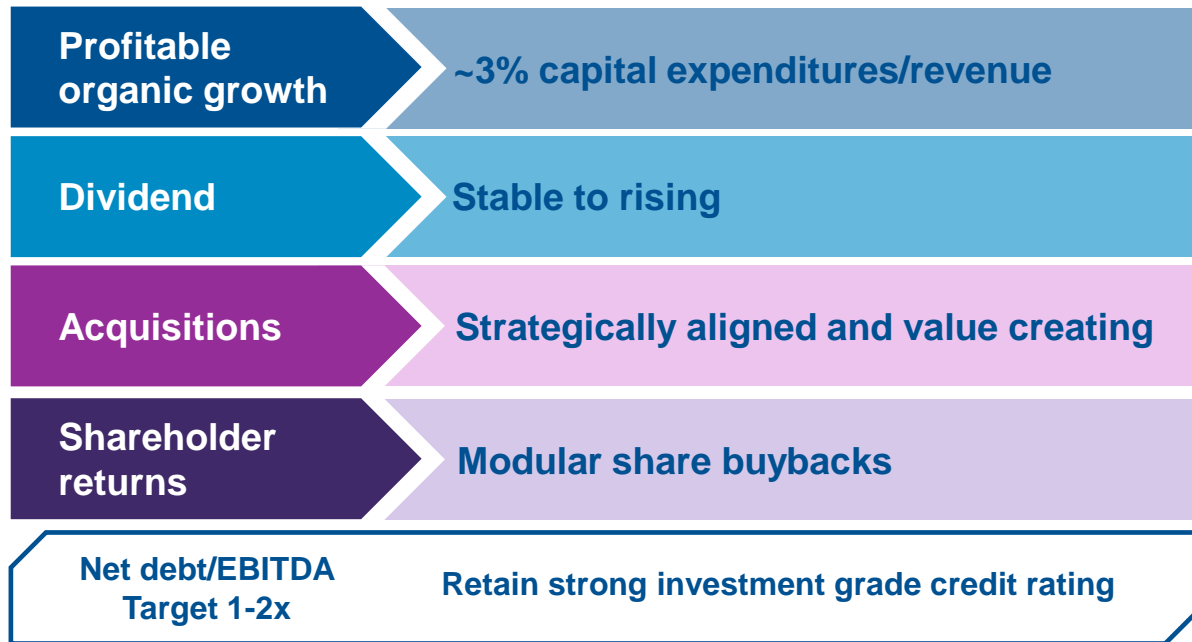 Profitable
organic growth
~3% capital expenditures/revenue
Dividend
Stable to rising
Acquisitions
Strategically aligned and value creating
Shareholder
returns
Modular share buybacks
Net debt/EBITDA
Target 1-2x
Retain strong investment grade credit rating